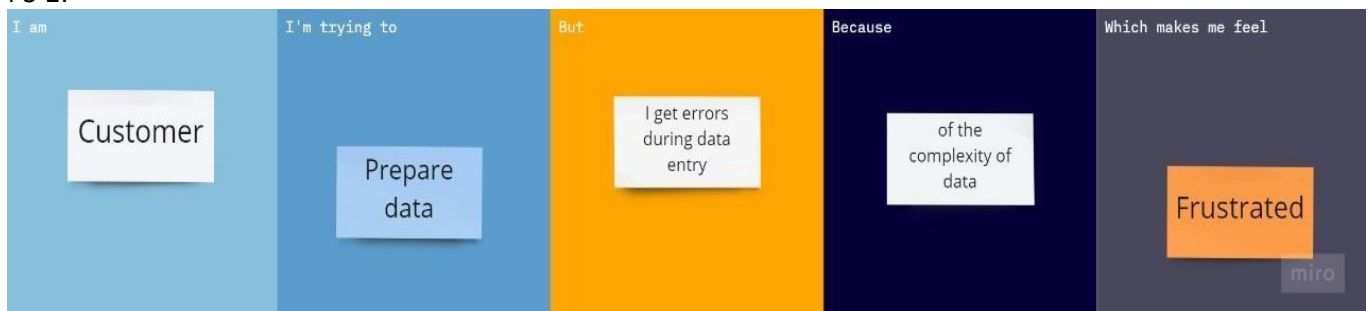 I am
Customer
I'm trying to
Prepare
data
But
I get errors
during data
entry
Because
of the
complexity of
data
Which makes me feel
Frustrated
miro